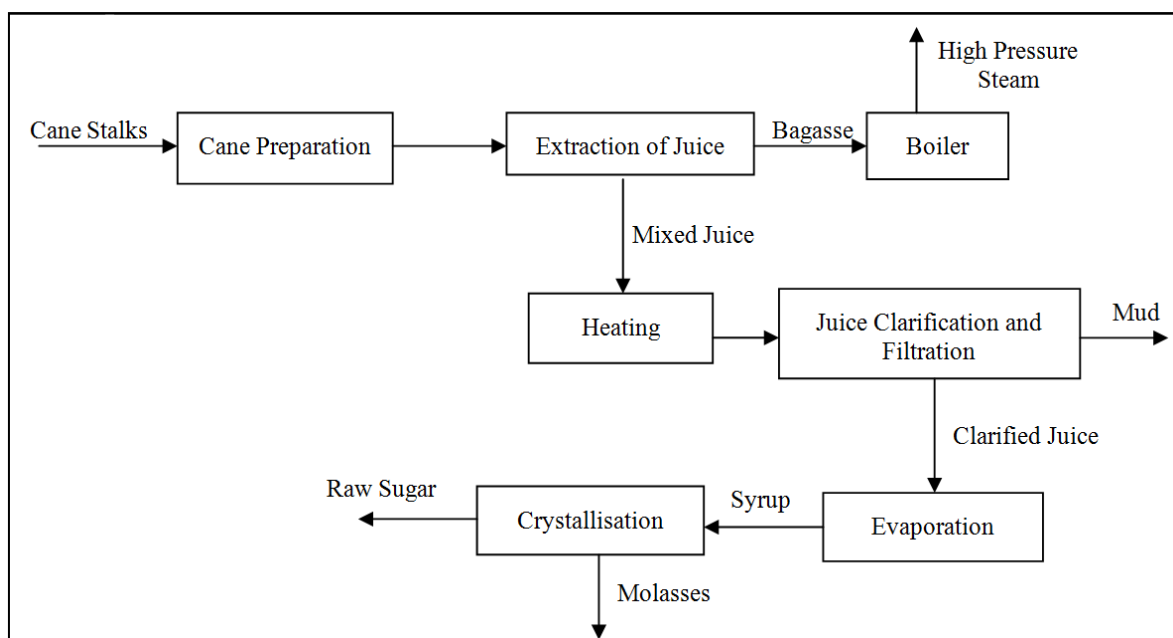 High Pressure
Steam
Cane Stalks
Cane Preparation
Extraction of Juice
Bagasse
Boiler
Mixed Juice
Heating
Juice Clarification and
Filtration
Mud
Clarified Juice
Raw Sugar
Crystallisation
Syrup
Evaporation
Molasses